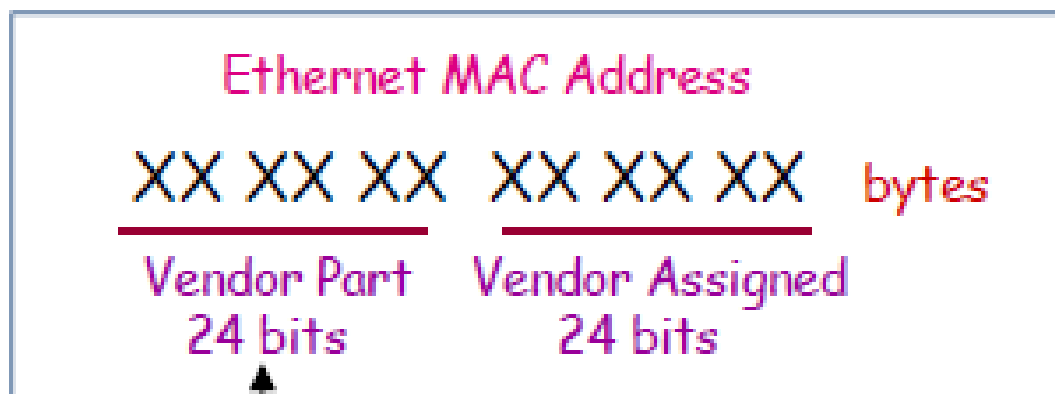 Ethernet MAC Address
XX XX XX XX XX XX bytes
Vendor Part Vendor Assigned
24 bits 24 bits